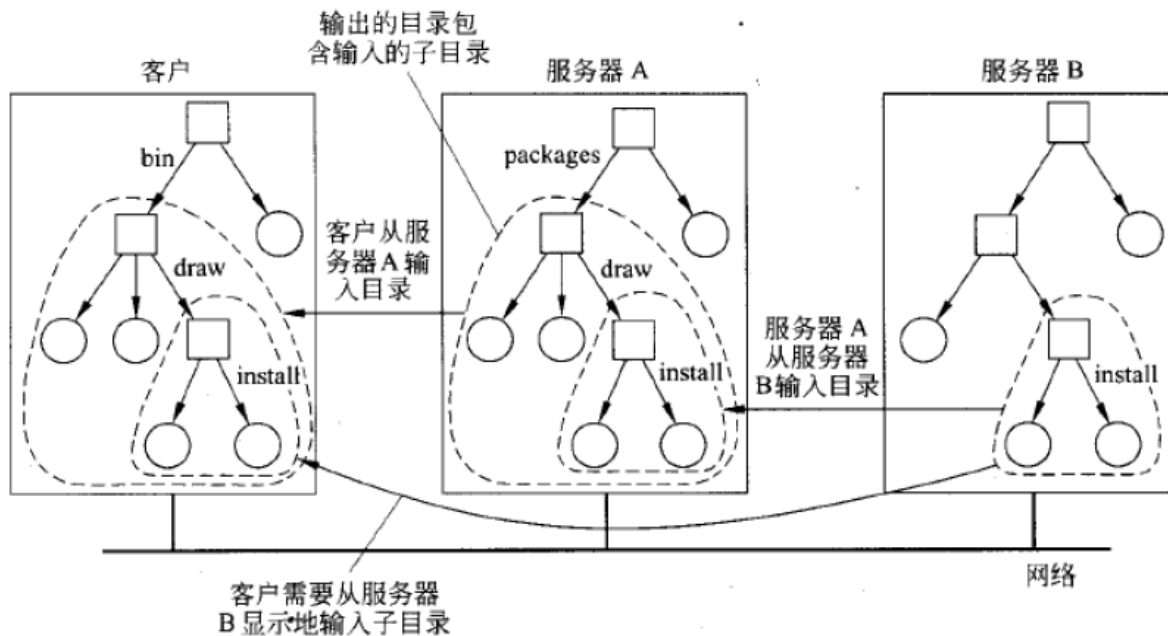 输出的目录包
含输入的子目录
客户
服务器 A
服务器 B
bin
packages
客户从服
务器A输
入目录
draw
draw
服务器 A
从服务器
B输入目录
install
install
install
网络
客户需要从服务器
B显示地输入子目录